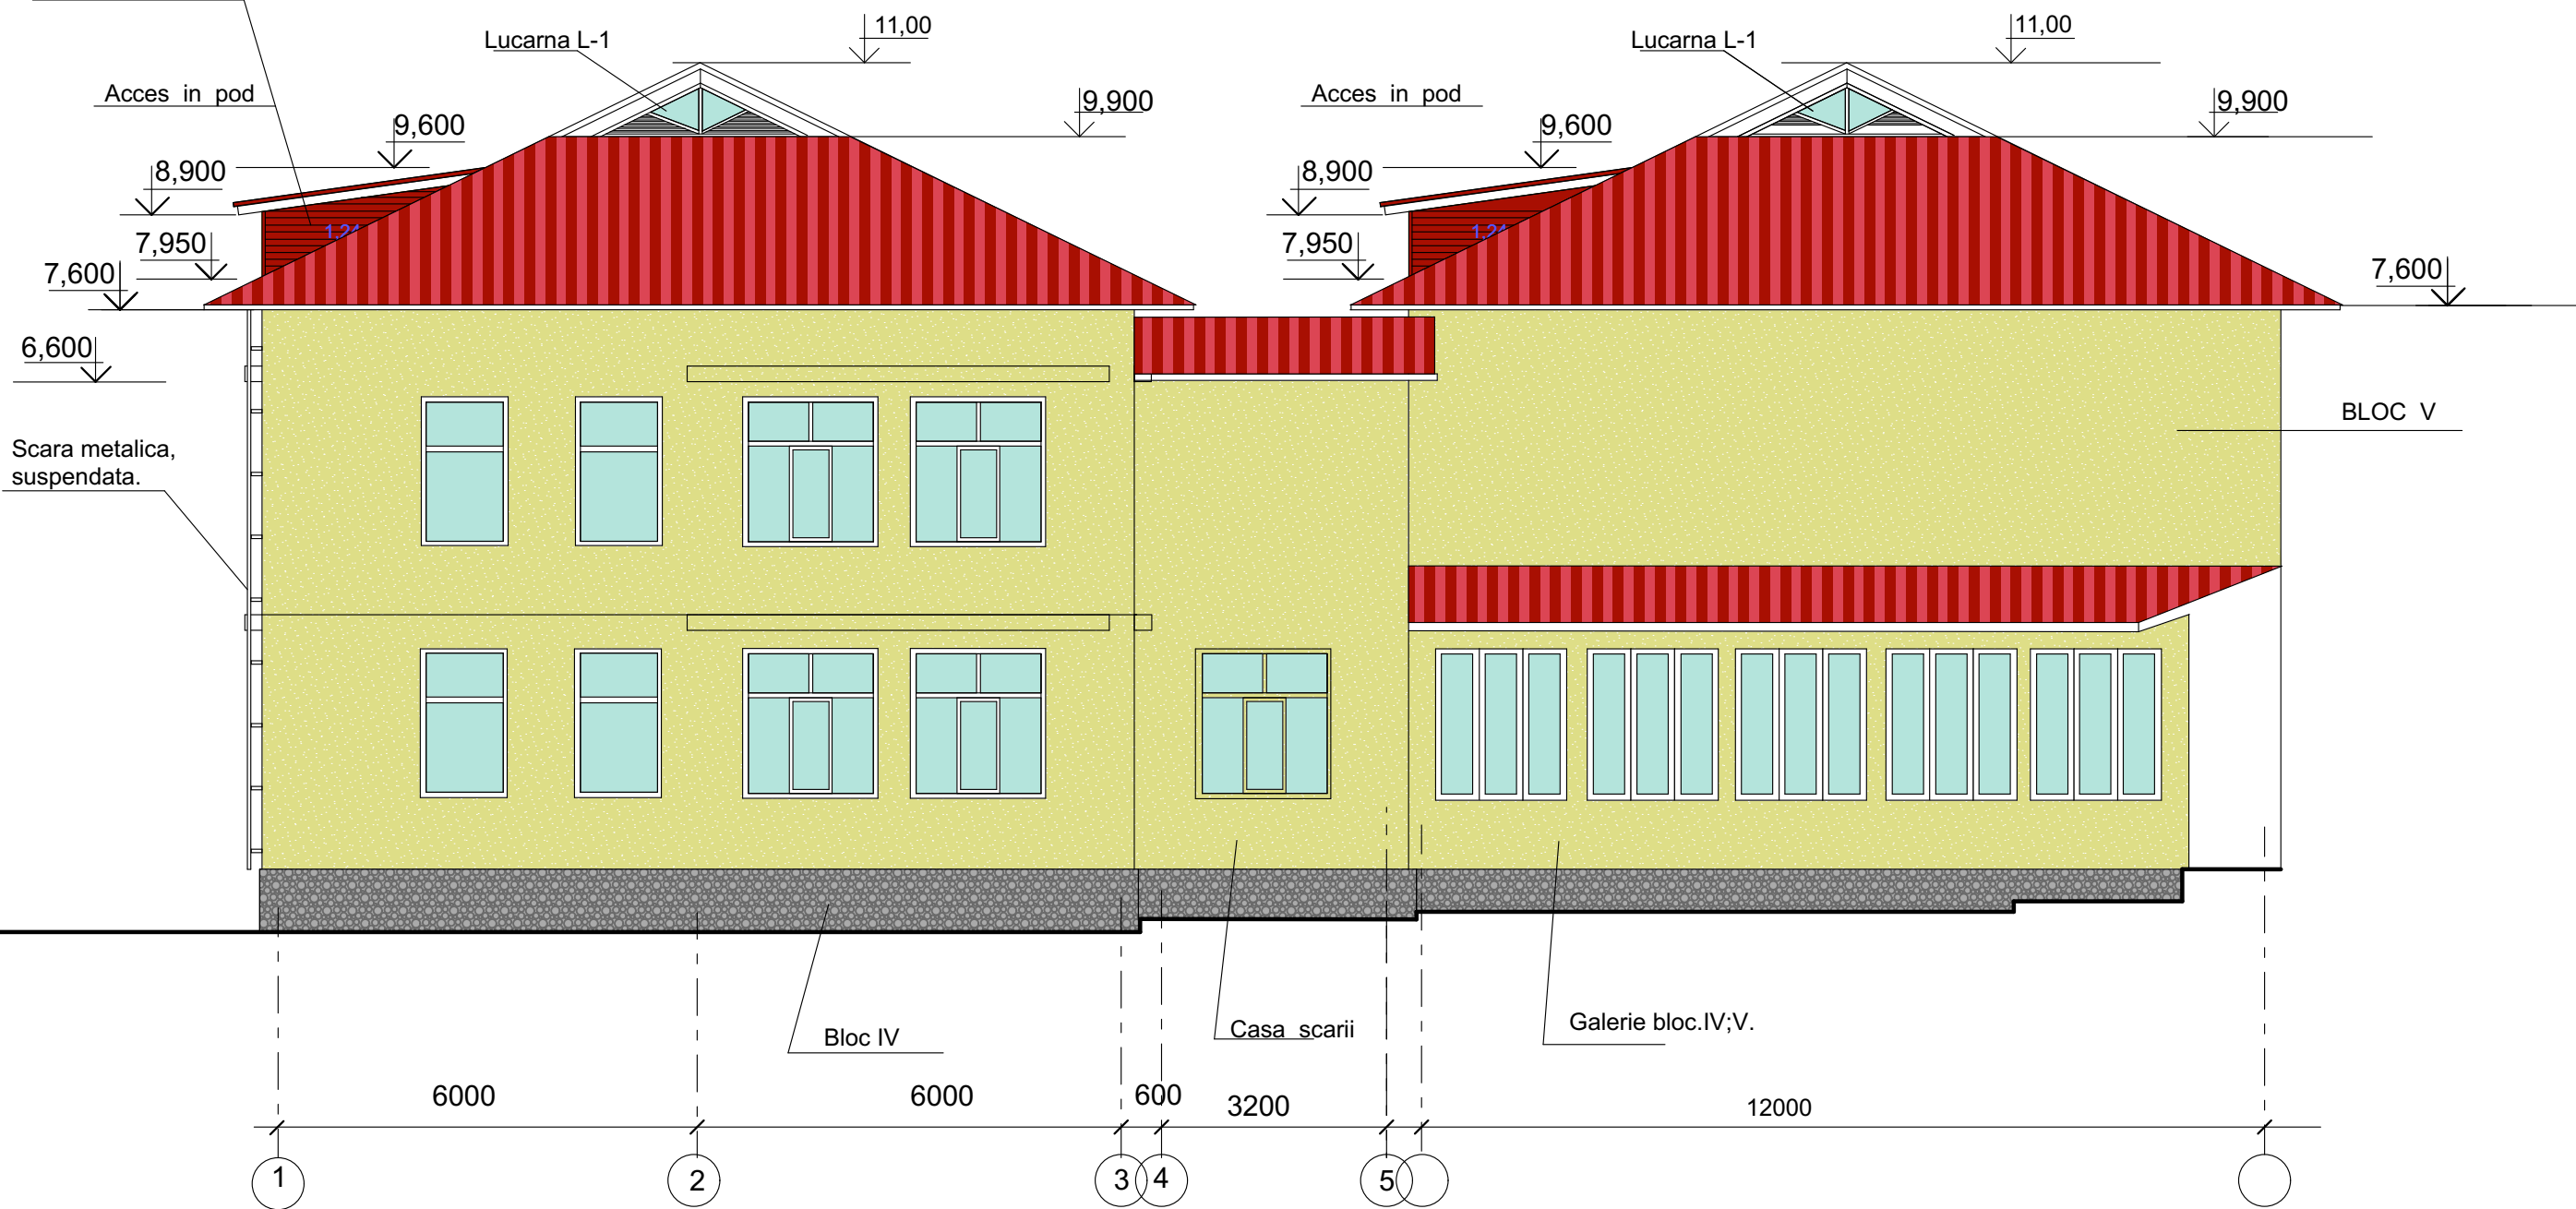 Lucarna L-1
11,00
Lucarna L-1
11,00
Acces in pod
9,900
Acces in pod
9,900
9,600
9,600
8,900
8,900
7,950
7,950
7,600
7,600
6,600
BLOC V
Scara metalica,
suspendata.
Bloc IV
Casa scarii
Galerie bloc.IV;V.
6000
6000
600
3200
12000
1
2
3
4
5